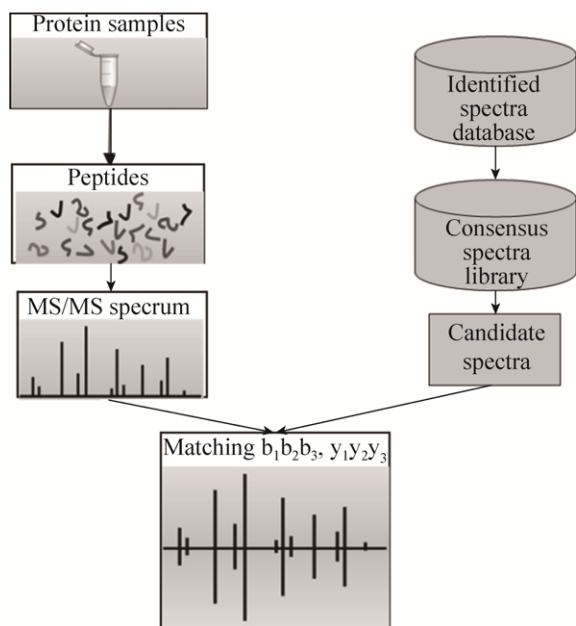 Protein samples
Peptides
MS/MS specrum
Identified
spectra
database
Consensus
spectra
library
Candidate
spectra
Matching b₁b₂b₃, y₁y₂y₃